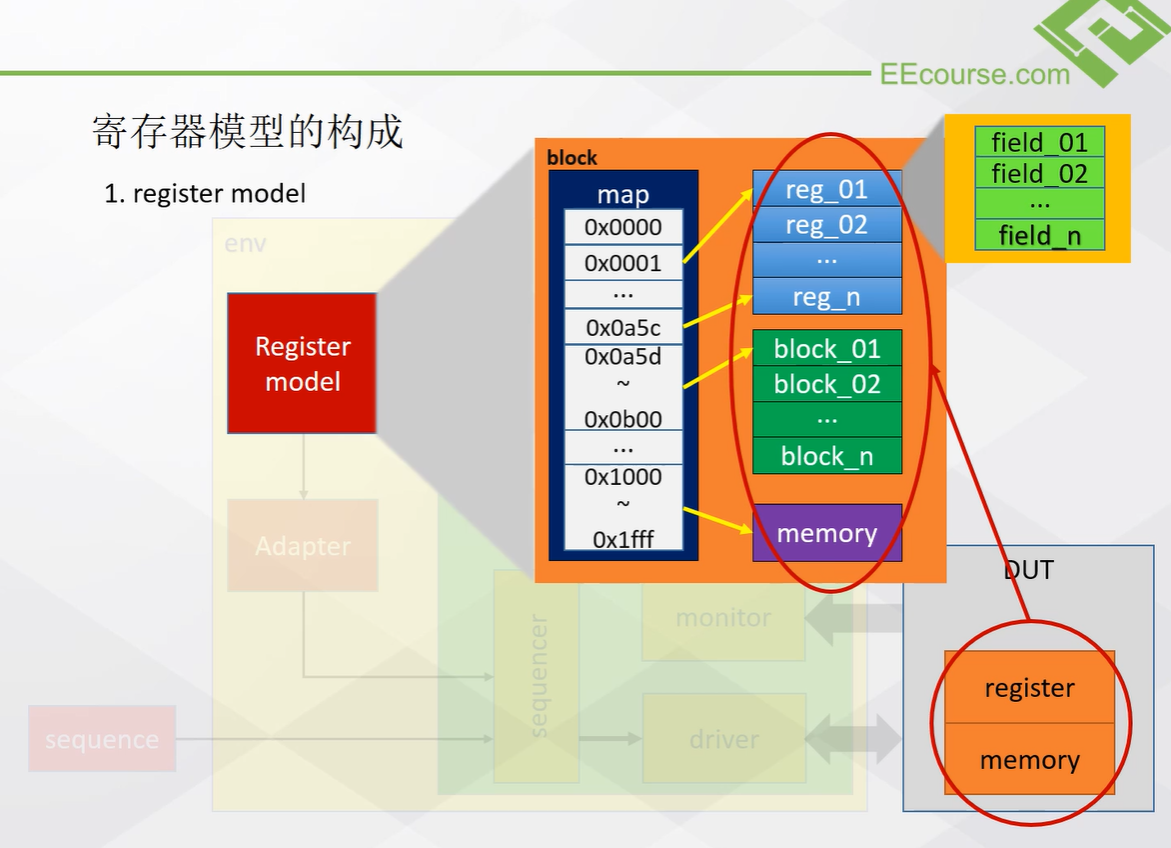 EEcourse.com
寄存器模型的构成
1. register model
env
Register
model
Adapter
sequence
sequencer
monitor
driver
block
map
0x0000
0x0001
...
0x0a5c
0x0a5d
~
0x0b00
...
0x1000
~
0x1fff
reg_01
reg_02
...
reg_n
block_01
block_02
...
block_n
memory
field_01
field_02
...
field_n
DUT
register
memory